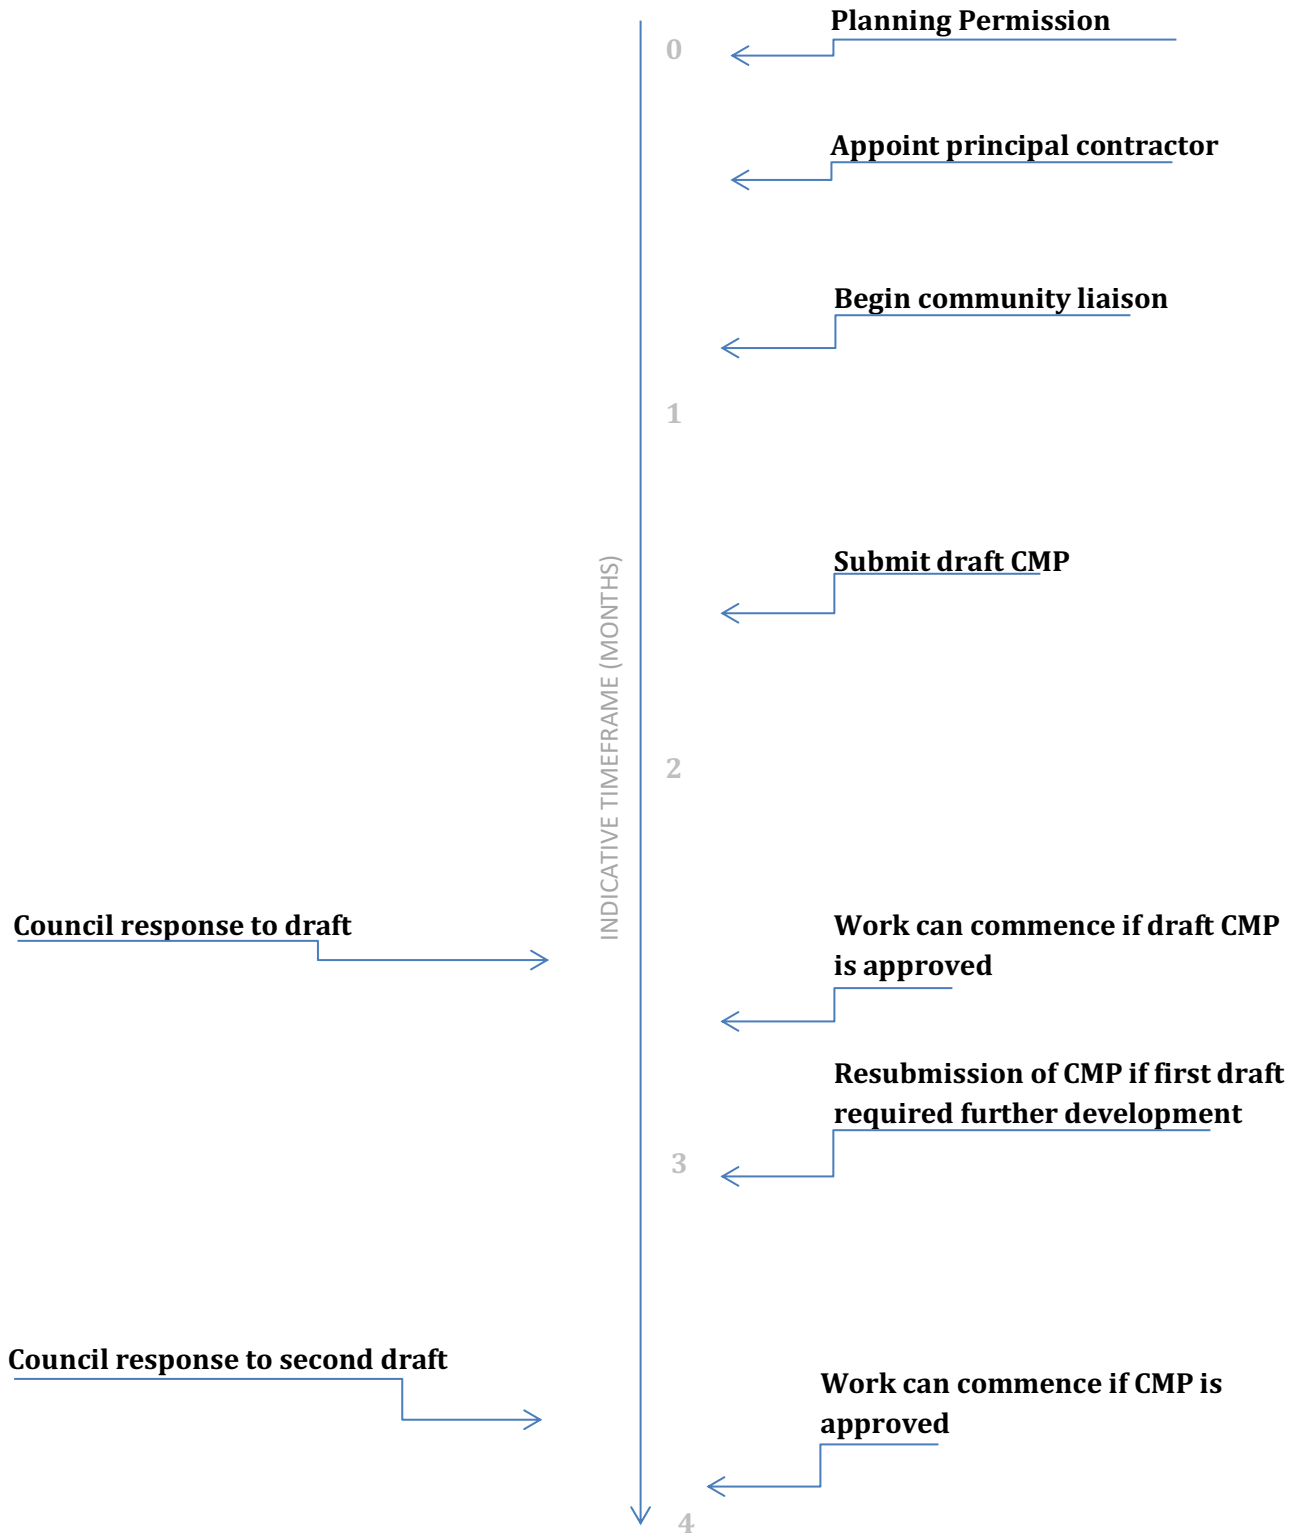 Planning Permission
0
Appoint principal contractor
Begin community liaison
1
Submit draft CMP
INDICATIVE TIMEFRAME (MONTHS)
2
Council response to draft
Work can commence if draft CMP
is approved
Resubmission of CMP if first draft
required further development
3
Council response to second draft
Work can commence if CMP is
approved
4